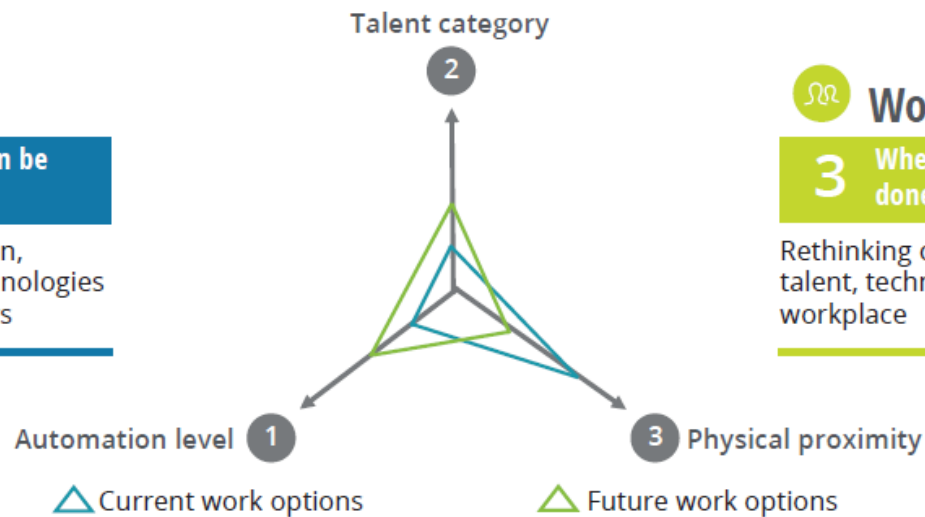 Talent category
2
n be
n,
nologies
s
Wo
3
Whe
done
Rethinking
talent, techn
workplace
Automation level 1
3 Physical proximity
Current work options
Future work options